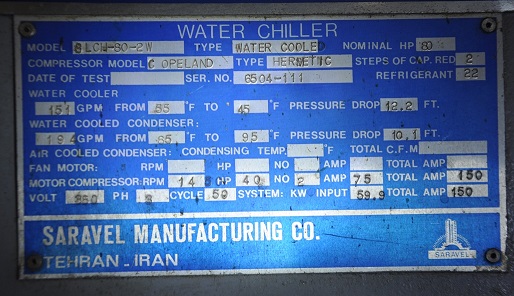 WATER CHILLER
MODEL SLCW-80-2W TYPE WATER COOLED NOMINAL HP 80
COMPRESSOR MODEL COPELAND TYPE HERMETIC STEPS OF CAP. RED 2
DATE OF TEST SER. NO. 6504-111 REFRIGERANT 22
WATER COOLER
151 GPM FROM 55 °F TO 45 °F PRESSURE DROP 12.2 FT.
WATER COOLED CONDENSER:
194 GPM FROM 85 °F TO 95 °F PRESSURE DROP 10.1 FT.
AIR COOLED CONDENSER: CONDENSING TEMP. °F TOTAL C.F.M
FAN MOTOR: RPM HP NO AMP TOTAL AMP
MOTOR COMPRESSOR: RPM 14 HP 40 NO 2 AMP 75 TOTAL AMP 150
VOLT PH 3 CYCLE 50 SYSTEM: KW INPUT 59.9 TOTAL AMP 150
SARAVEL MANUFACTURING CO.
TEHRAN - IRAN
SARAVEL